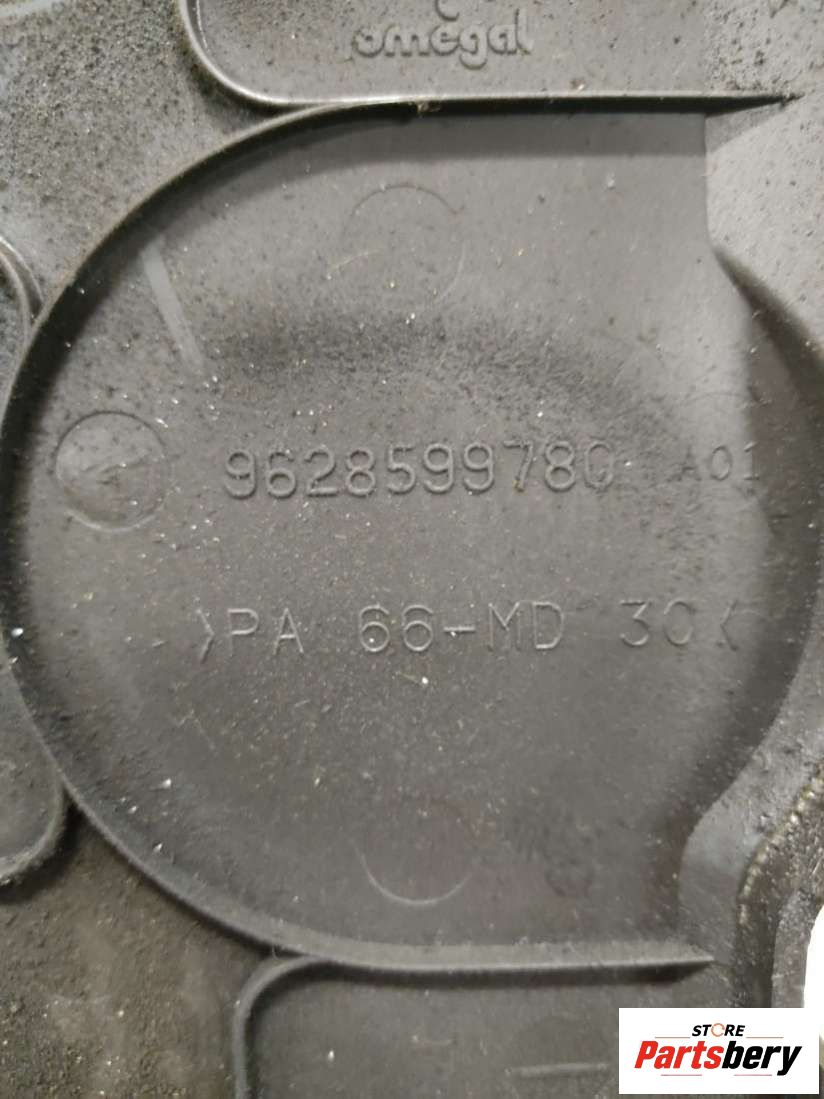 omegal
9628599780 A01
>PA 66-MD 30<
STORE
Partsbery